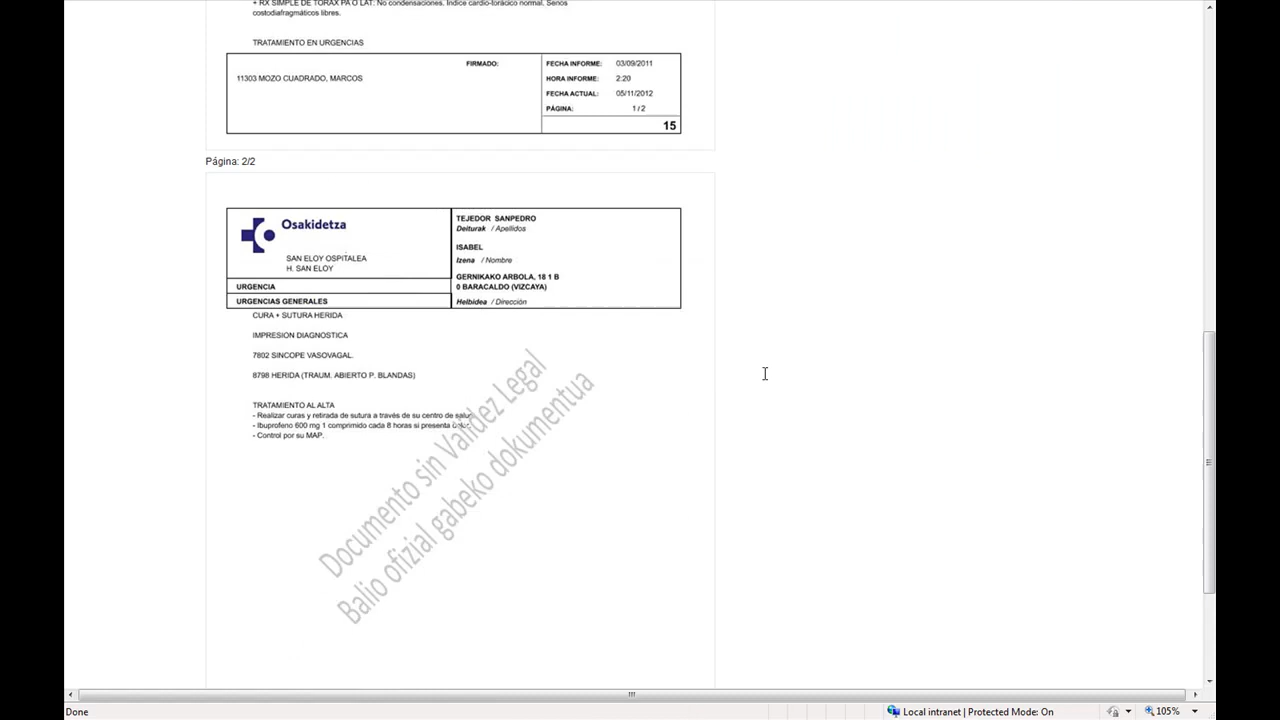 + RX SIMPLE DE TORAX PA O LAT: No condensaciones. Indice cardio-torácico normal. Senos
costodiafragmáticos libres.
TRATAMIENTO EN URGENCIAS
FIRMADO:
11303 MOZO CUADRADO, MARCOS
FECHA INFORME: 03/09/2011
HORA INFORME: 2:20
FECHA ACTUAL: 05/11/2012
PÁGINA: 1 / 2
15
Página: 2/2
Osakidetza
SAN ELOY OSPITALEA
H. SAN ELOY
URGENCIA
URGENCIAS GENERALES
TEJEDOR SANPEDRO
Deiturak / Apellidos
ISABEL
Izena / Nombre
GERNIKAKO ARBOLA, 18 1 B
0 BARACALDO (VIZCAYA)
Helbidea / Dirección
CURA + SUTURA HERIDA
IMPRESION DIAGNOSTICA
7802 SINCOPE VASOVAGAL.
8798 HERIDA (TRAUM. ABIERTO P. BLANDAS)
TRATAMIENTO AL ALTA
- Realizar curas y retirada de sutura a través de su centro de salud.
- Ibuprofeno 600 mg 1 comprimido cada 8 horas si presenta dolor.
- Control por su MAP.
Documento sin Validez Legal
Balio ofizial gabeko dokumentua
Done
Local intranet | Protected Mode: On
105%